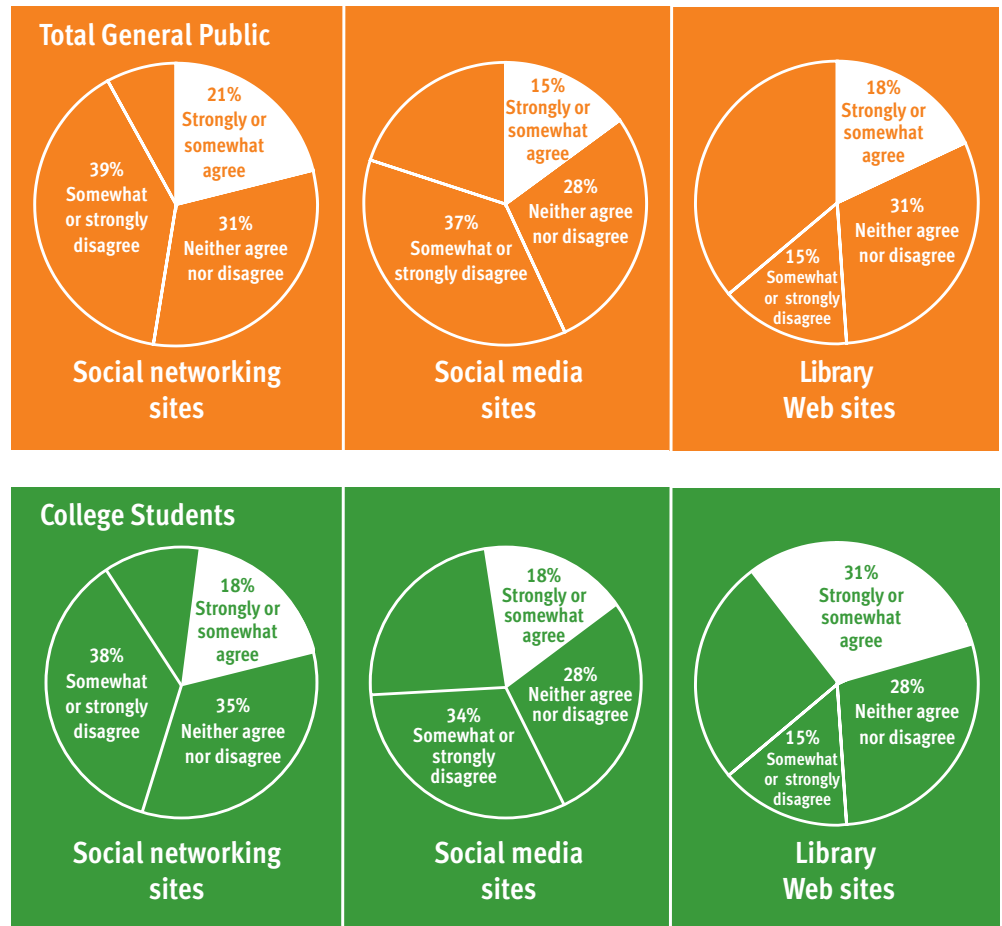 Total General Public
21%
Strongly or
somewhat
agree
39%
Somewhat
or strongly
disagree
31%
Neither agree
nor disagree
Social networking
sites
15%
Strongly or
somewhat
agree
28%
Neither agree
nor disagree
37%
Somewhat or
strongly disagree
Social media
sites
18%
Strongly or
somewhat
agree
31%
Neither agree
nor disagree
15%
Somewhat
or strongly
disagree
Library
Web sites
College Students
18%
Strongly or
somewhat
agree
38%
Somewhat
or strongly
disagree
35%
Neither agree
nor disagree
Social networking
sites
18%
Strongly or
somewhat
agree
28%
Neither agree
nor disagree
34%
Somewhat or
strongly
disagree
Social media
sites
31%
Strongly or
somewhat
agree
28%
Neither agree
nor disagree
15%
Somewhat
or strongly
disagree
Library
Web sites